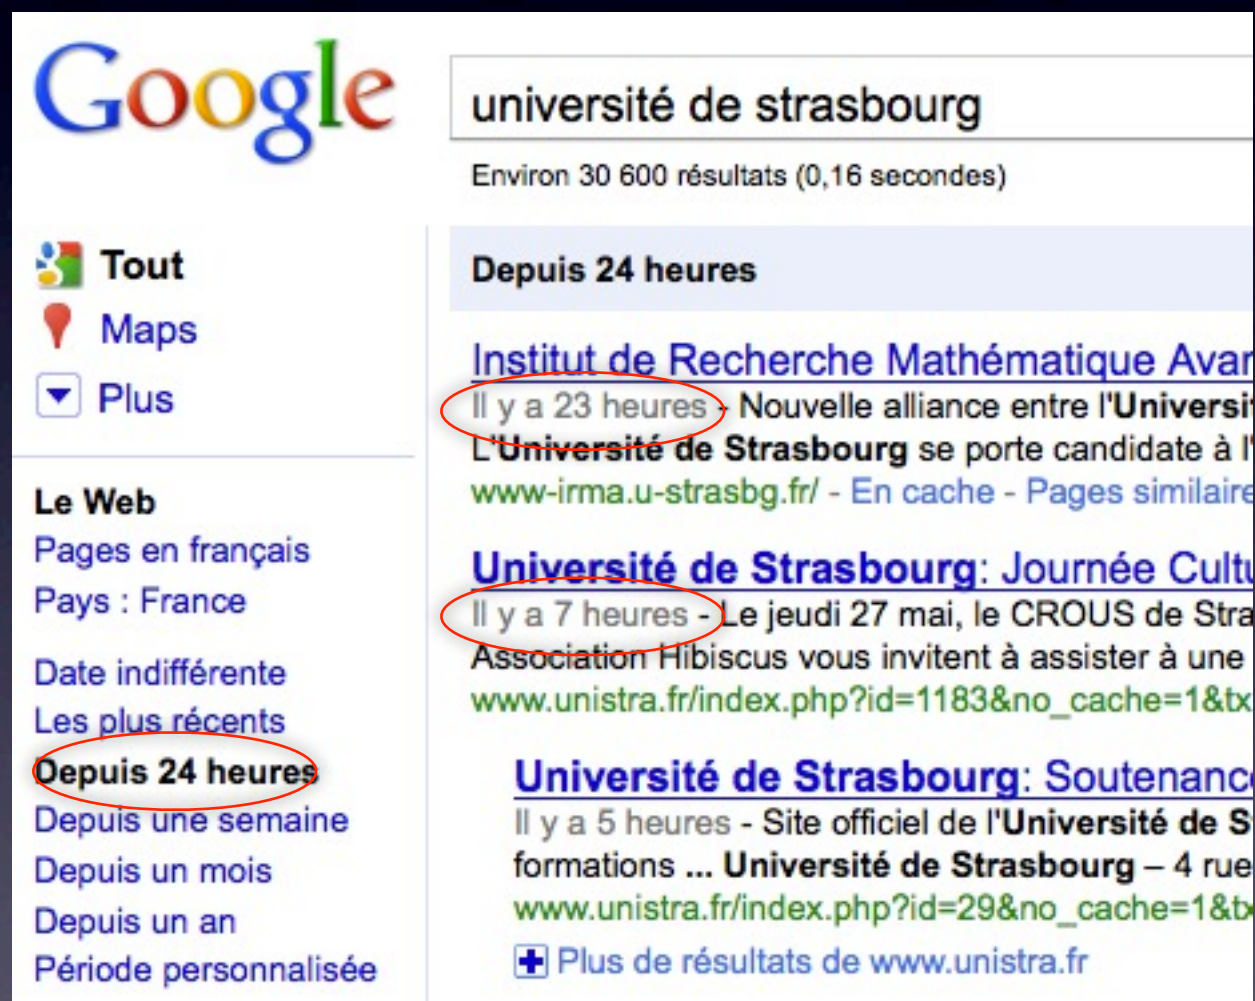 Google
université de strasbourg
Environ 30 600 résultats (0,16 secondes)
Tout
Maps
Plus
Le Web
Pages en français
Pays : France
Date indifférente
Les plus récents
Depuis 24 heures
Depuis une semaine
Depuis un mois
Depuis un an
Période personnalisée
Depuis 24 heures
Institut de Recherche Mathématique Avan
Il y a 23 heures - Nouvelle alliance entre l'Universi
L'Université de Strasbourg se porte candidate à l'
www-irma.u-strasbg.fr/ - En cache - Pages similaire
Université de Strasbourg: Journée Cultu
Il y a 7 heures - Le jeudi 27 mai, le CROUS de Stra
Association Hibiscus vous invitent à assister à une
www.unistra.fr/index.php?id=1183&no_cache=1&tx
Université de Strasbourg: Soutenance
Il y a 5 heures - Site officiel de l'Université de S
formations ... Université de Strasbourg – 4 rue
www.unistra.fr/index.php?id=29&no_cache=1&tx
Plus de résultats de www.unistra.fr